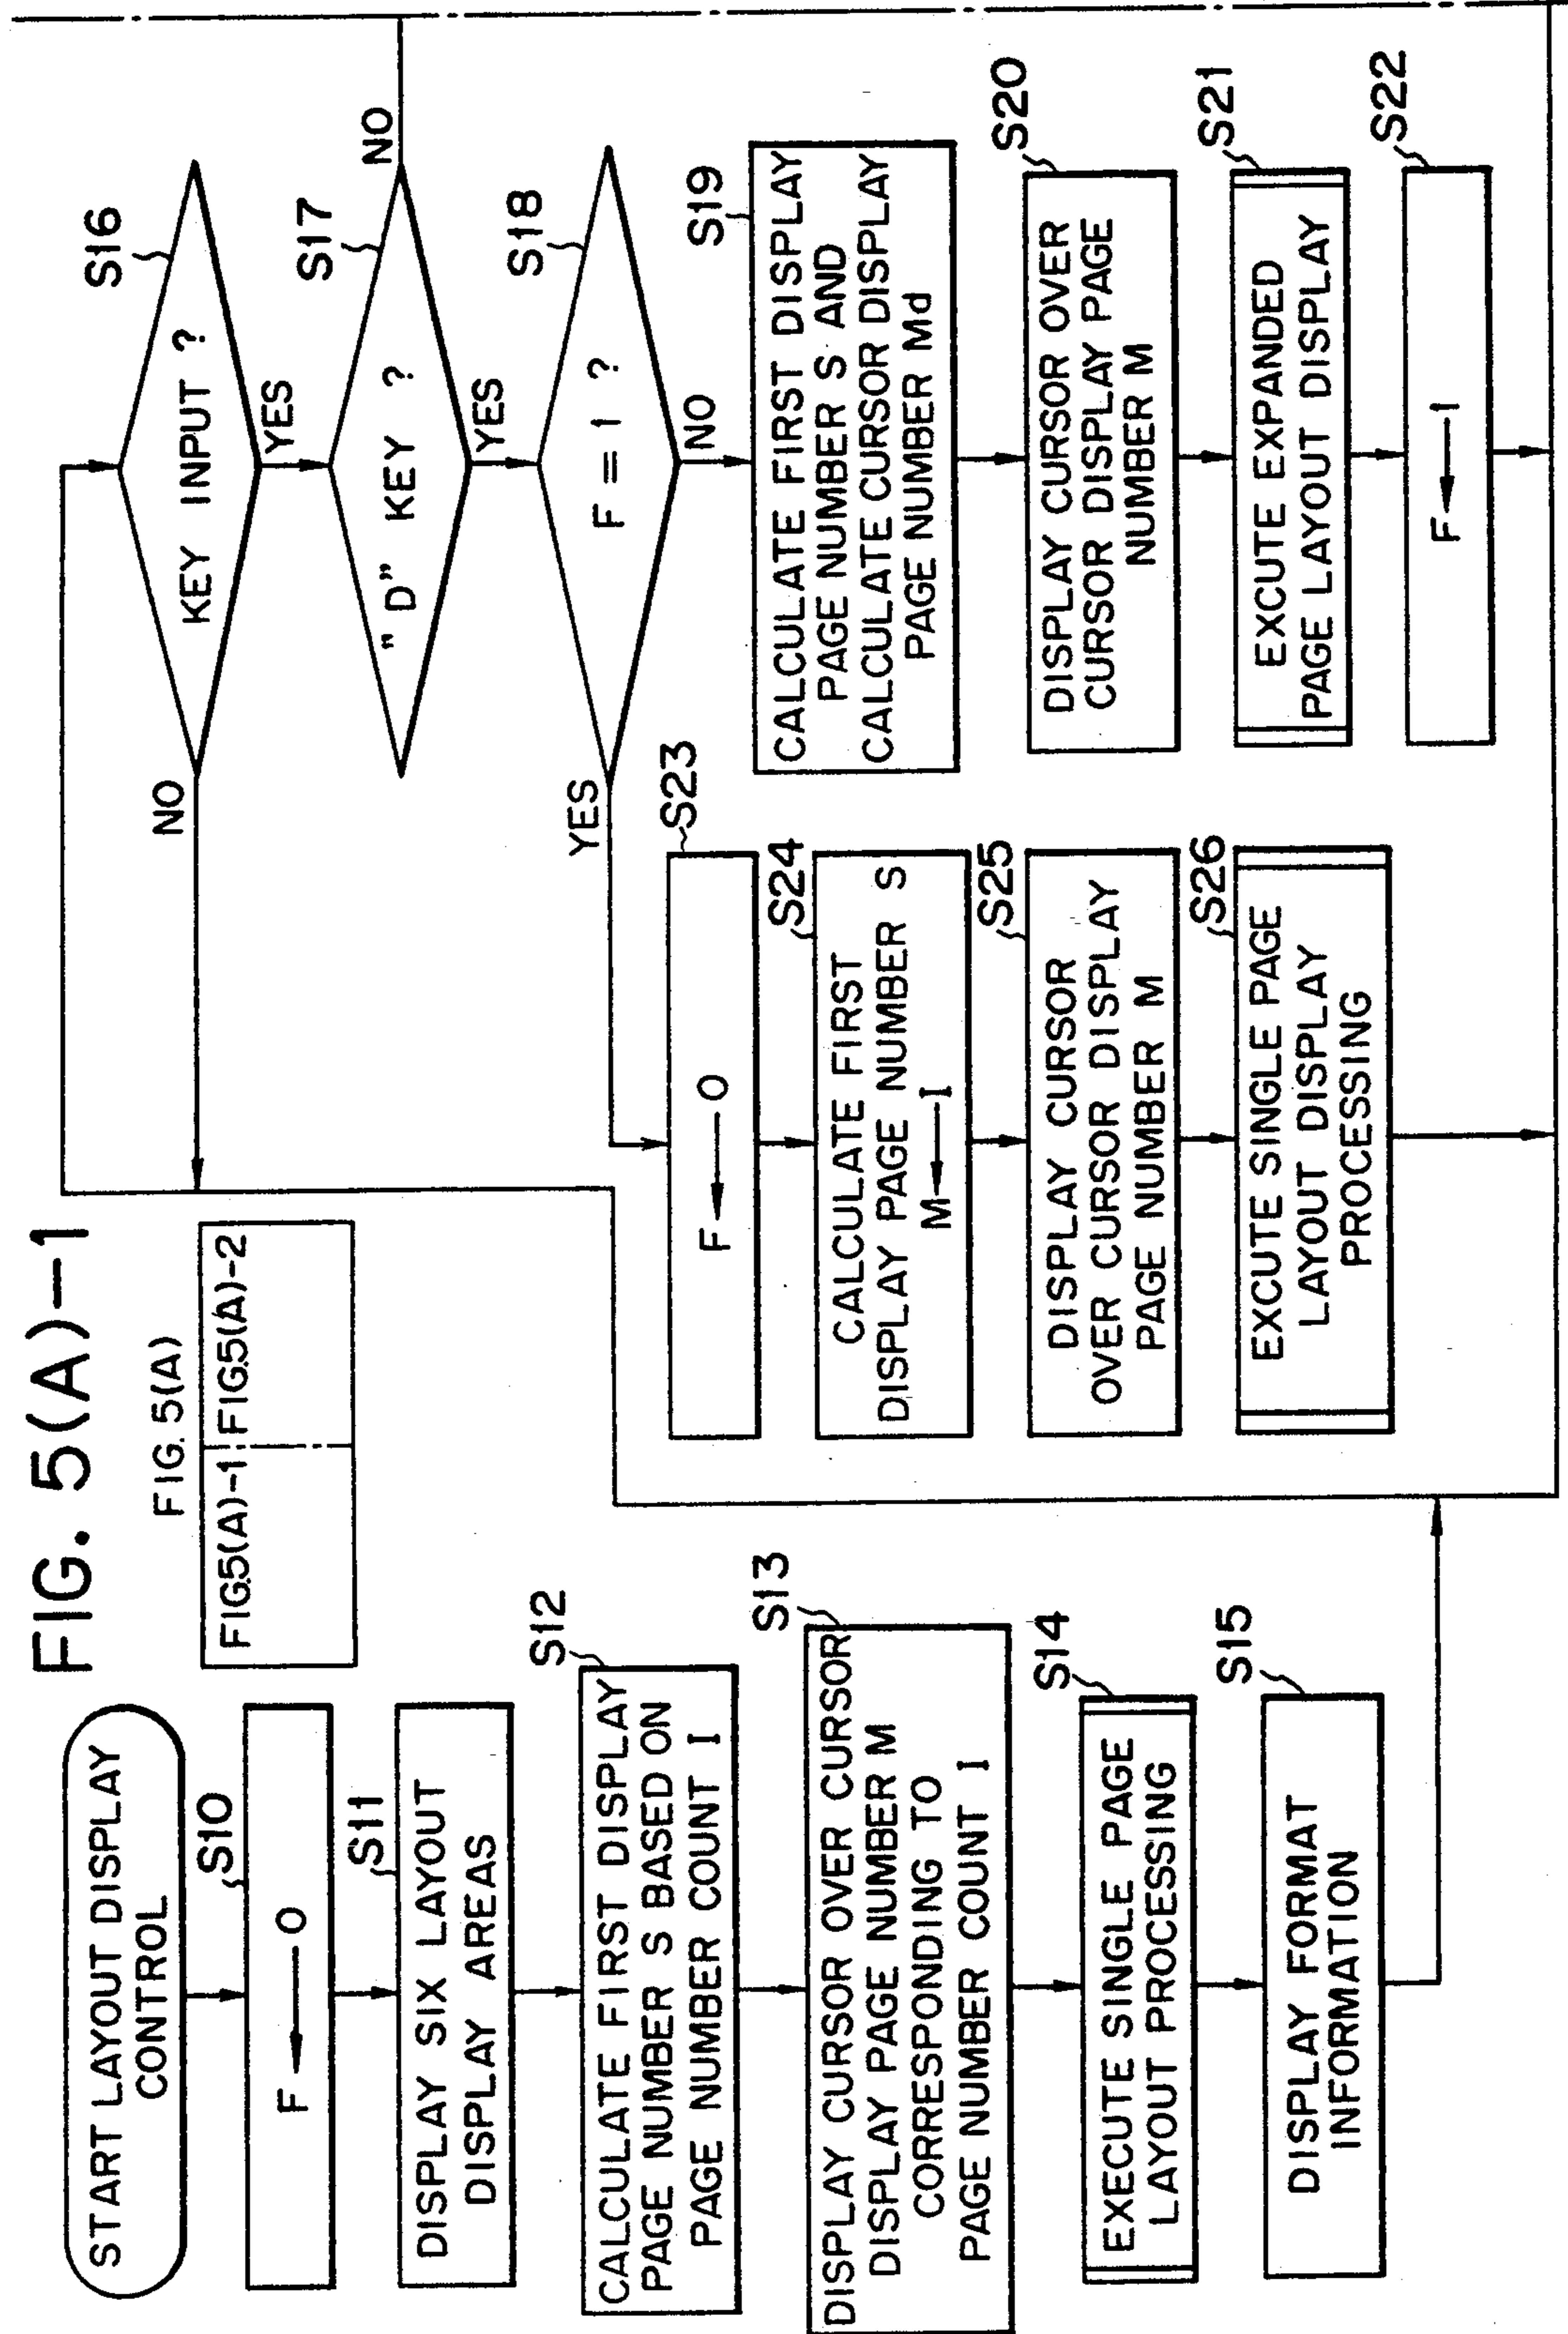 FIG. 5(A)-1
FIG. 5(A)
FIG.5(A)-1 FIG.5(A)-2
START LAYOUT DISPLAY
CONTROL
S10
F ← 0
S11
DISPLAY SIX LAYOUT
DISPLAY AREAS
S12
CALCULATE FIRST DISPLAY
PAGE NUMBER S BASED ON
PAGE NUMBER COUNT I
S13
DISPLAY CURSOR OVER CURSOR
DISPLAY PAGE NUMBER M
CORRESPONDING TO
PAGE NUMBER COUNT I
S14
EXECUTE SINGLE PAGE
LAYOUT PROCESSING
S15
DISPLAY FORMAT
INFORMATION
S16
KEY INPUT ?
NO
YES
S17
"D" KEY ?
NO
YES
S18
F = 1 ?
YES
NO
S23
F ← 0
S24
CALCULATE FIRST
DISPLAY PAGE NUMBER S
M ← I
S25
DISPLAY CURSOR
OVER CURSOR DISPLAY
PAGE NUMBER M
S26
EXCUTE SINGLE PAGE
LAYOUT DISPLAY
PROCESSING
S19
CALCULATE FIRST DISPLAY
PAGE NUMBER S AND
CALCULATE CURSOR DISPLAY
PAGE NUMBER Md
S20
DISPLAY CURSOR OVER
CURSOR DISPLAY PAGE
NUMBER M
S21
EXCUTE EXPANDED
PAGE LAYOUT DISPLAY
S22
F ← 1